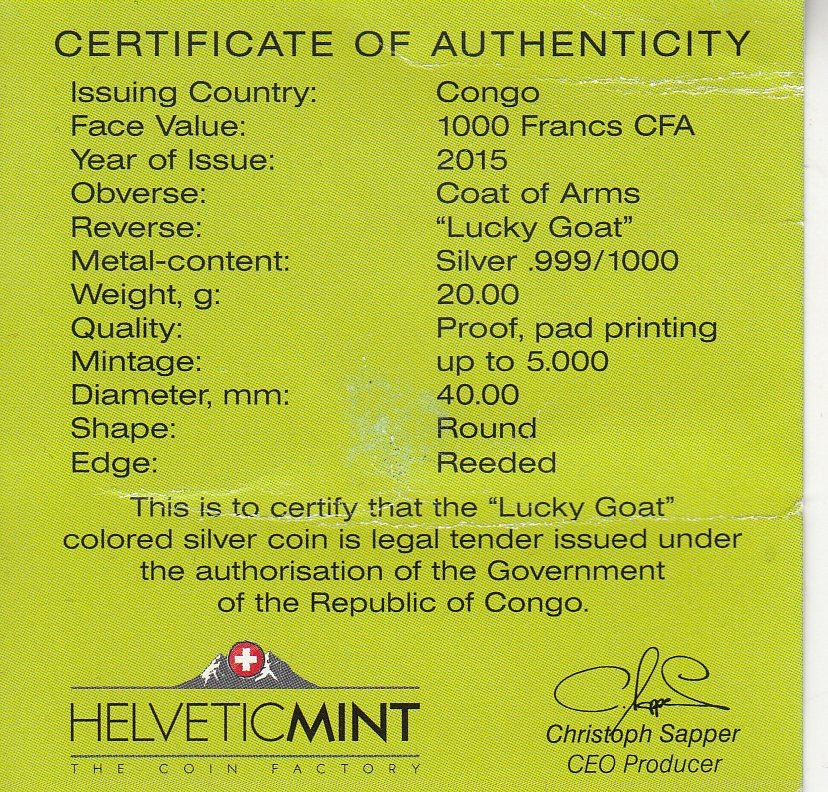 CERTIFICATE OF AUTHENTICITY
Issuing Country: Congo
Face Value: 1000 Francs CFA
Year of Issue: 2015
Obverse: Coat of Arms
Reverse: “Lucky Goat”
Metal-content: Silver .999/1000
Weight, g: 20.00
Quality: Proof, pad printing
Mintage: up to 5.000
Diameter, mm: 40.00
Shape: Round
Edge: Reeded
This is to certify that the “Lucky Goat”
colored silver coin is legal tender issued under
the authorisation of the Government
of the Republic of Congo.
HELVETICMINT
THE COIN FACTORY
C. Sapper
Christoph Sapper
CEO Producer